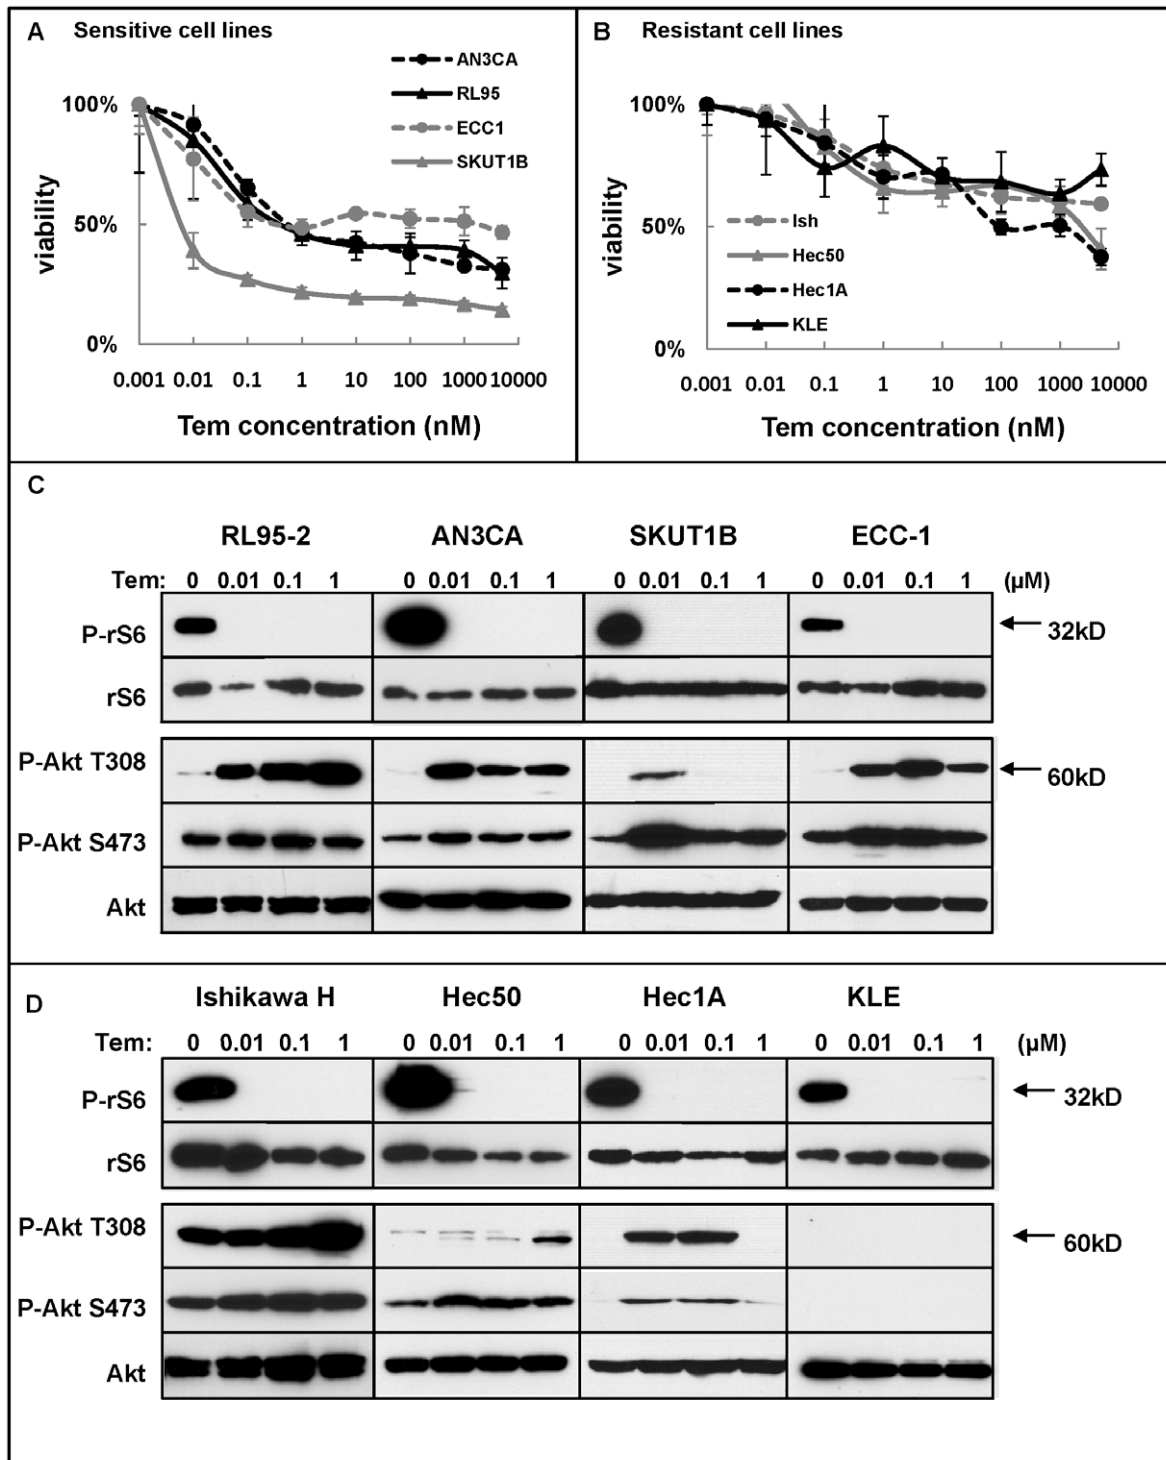 A Sensitive cell lines
AN3CA
RL95
ECC1
SKUT1B
100%
50%
0%
viability
0.001 0.01 0.1 1 10 100 1000 10000
Tem concentration (nM)
B Resistant cell lines
100%
50%
0%
viability
Ish
Hec50
Hec1A
KLE
0.001 0.01 0.1 1 10 100 1000 10000
Tem concentration (nM)
C
RL95-2 AN3CA SKUT1B ECC-1
Tem: 0 0.01 0.1 1 0 0.01 0.1 1 0 0.01 0.1 1 0 0.01 0.1 1 (µM)
P-rS6 32kD
rS6
P-Akt T308 60kD
P-Akt S473
Akt
D
Ishikawa H Hec50 Hec1A KLE
Tem: 0 0.01 0.1 1 0 0.01 0.1 1 0 0.01 0.1 1 0 0.01 0.1 1 (µM)
P-rS6 32kD
rS6
P-Akt T308 60kD
P-Akt S473
Akt